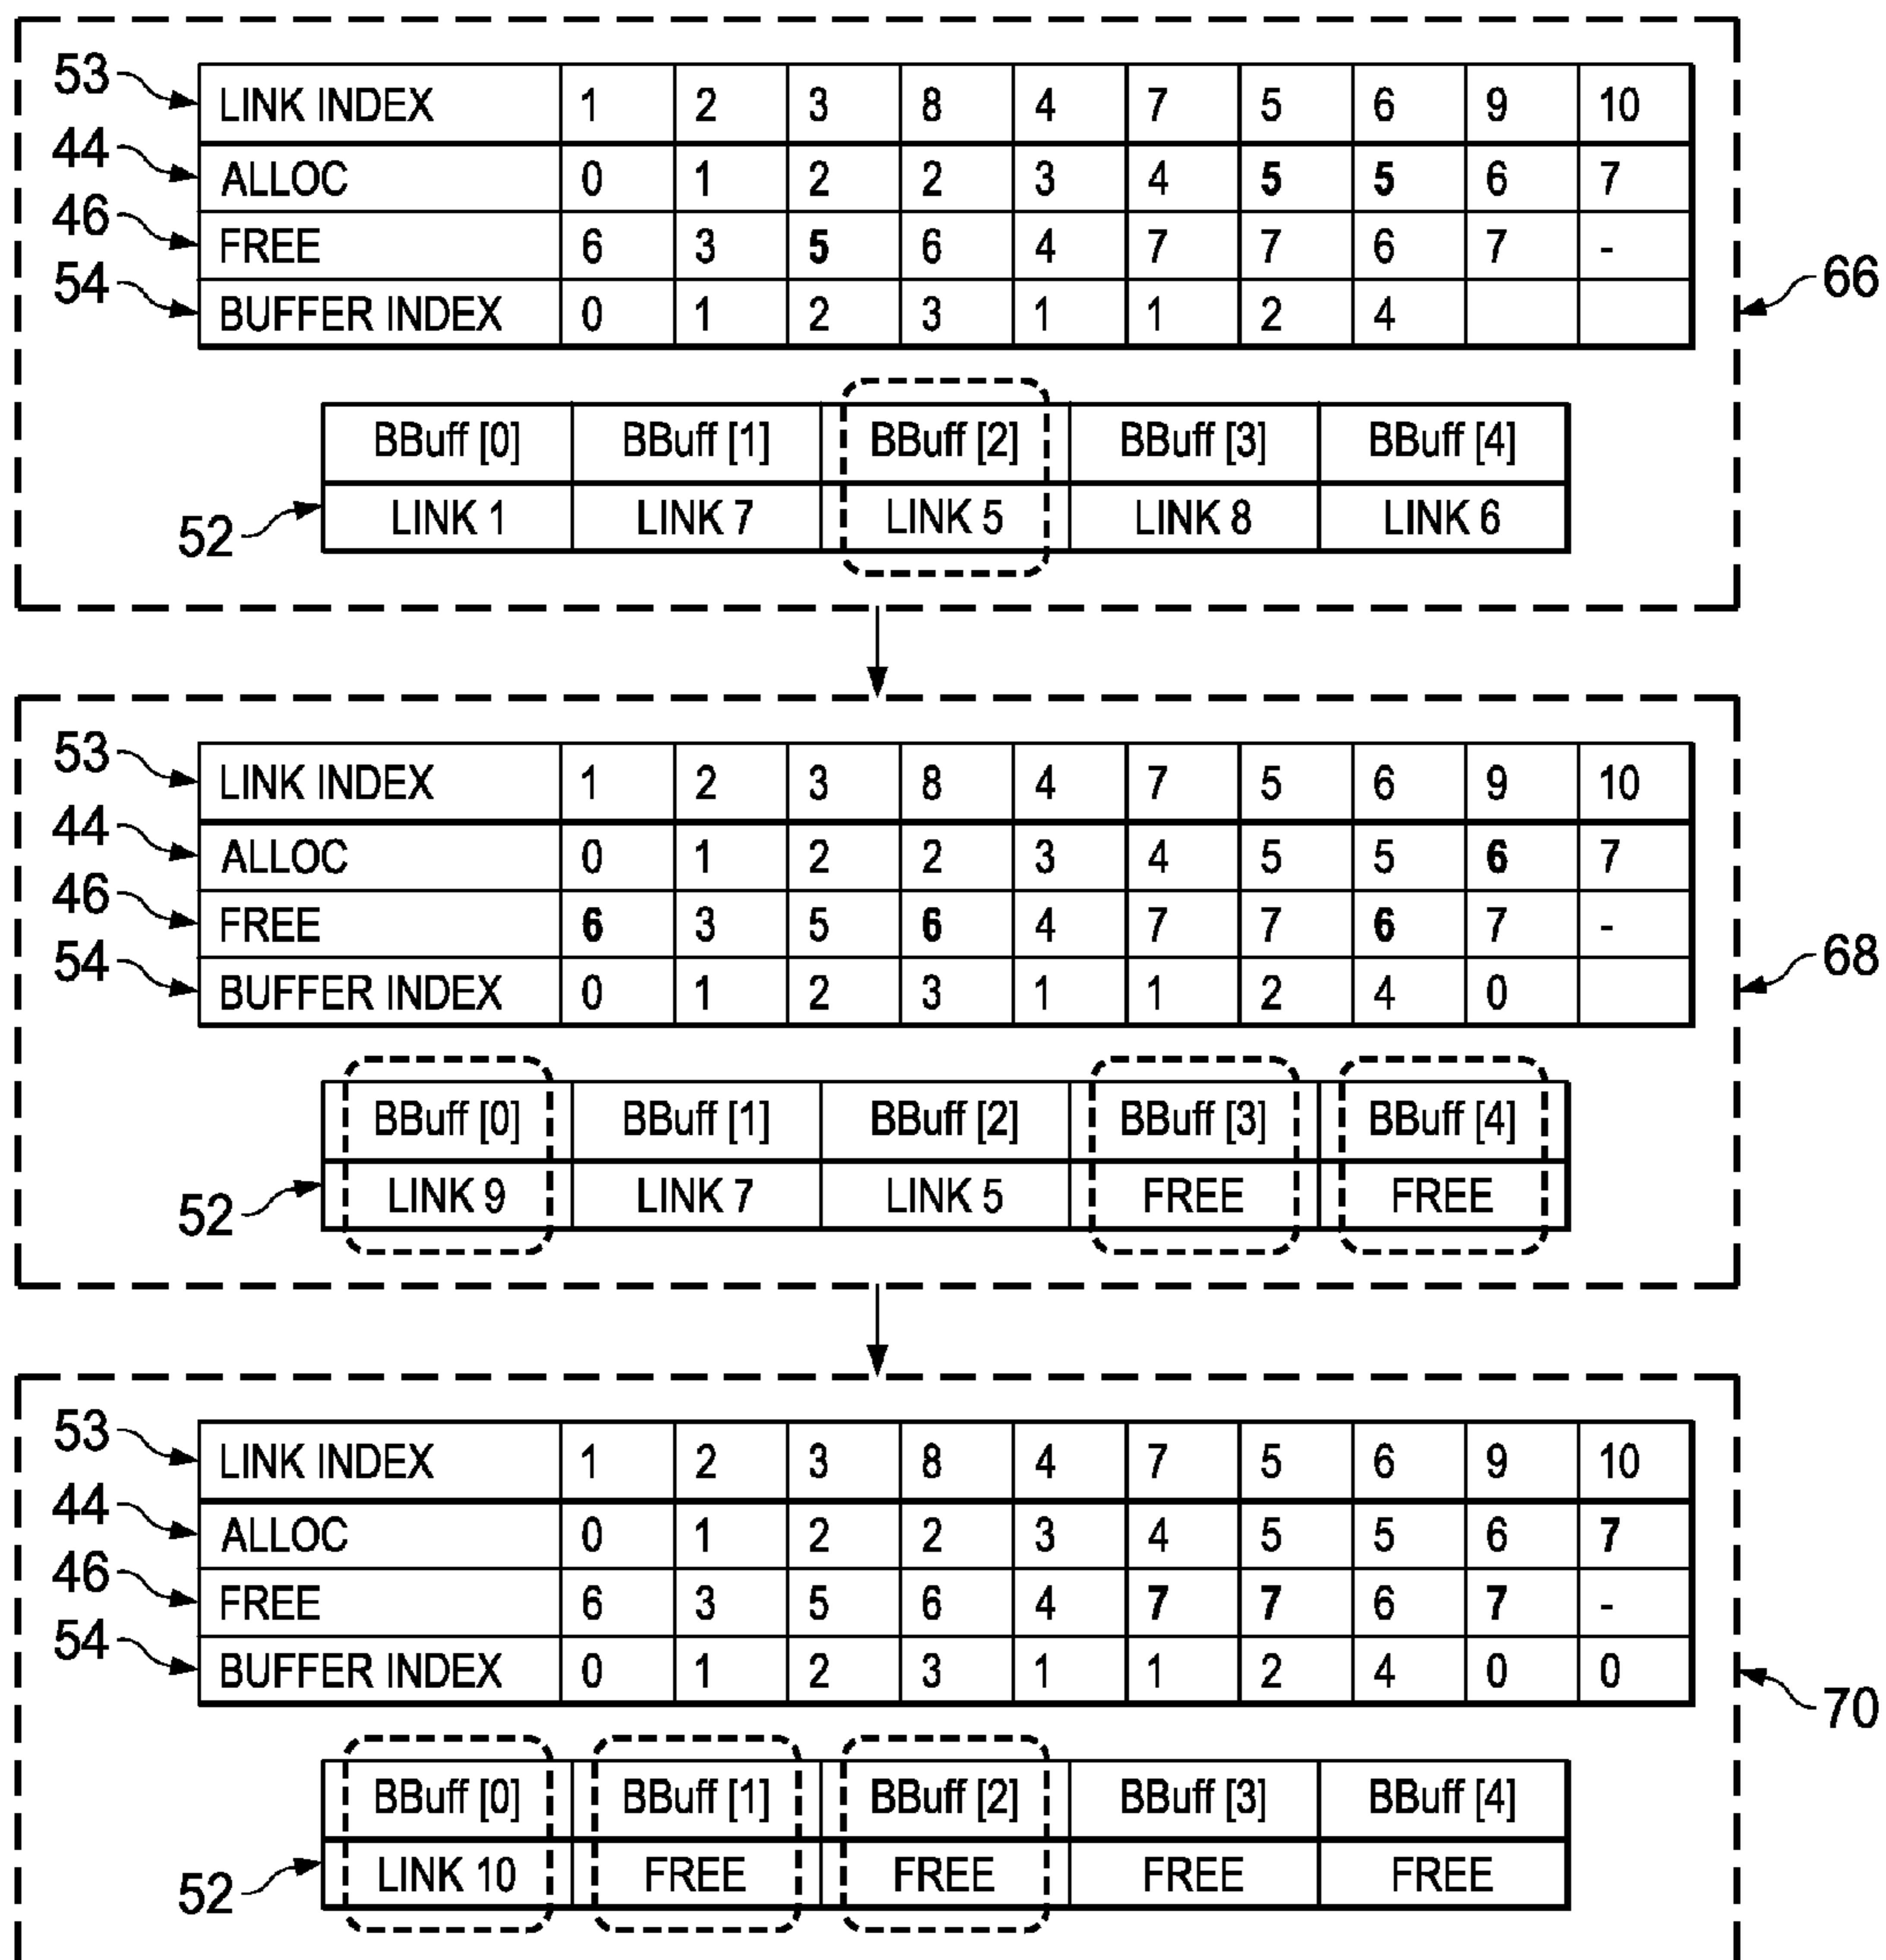 53 LINK INDEX 1 2 3 8 4 7 5 6 9 10
44 ALLOC 0 1 2 2 3 4 5 5 6 7
46 FREE 6 3 5 6 4 7 7 6 7 -
54 BUFFER INDEX 0 1 2 3 1 1 2 4
66
BBuff [0] BBuff [1] BBuff [2] BBuff [3] BBuff [4]
52 LINK 1 LINK 7 LINK 5 LINK 8 LINK 6
53 LINK INDEX 1 2 3 8 4 7 5 6 9 10
44 ALLOC 0 1 2 2 3 4 5 5 6 7
46 FREE 6 3 5 6 4 7 7 6 7 -
54 BUFFER INDEX 0 1 2 3 1 1 2 4 0
68
BBuff [0] BBuff [1] BBuff [2] BBuff [3] BBuff [4]
52 LINK 9 LINK 7 LINK 5 FREE FREE
53 LINK INDEX 1 2 3 8 4 7 5 6 9 10
44 ALLOC 0 1 2 2 3 4 5 5 6 7
46 FREE 6 3 5 6 4 7 7 6 7 -
54 BUFFER INDEX 0 1 2 3 1 1 2 4 0 0
70
BBuff [0] BBuff [1] BBuff [2] BBuff [3] BBuff [4]
52 LINK 10 FREE FREE FREE FREE